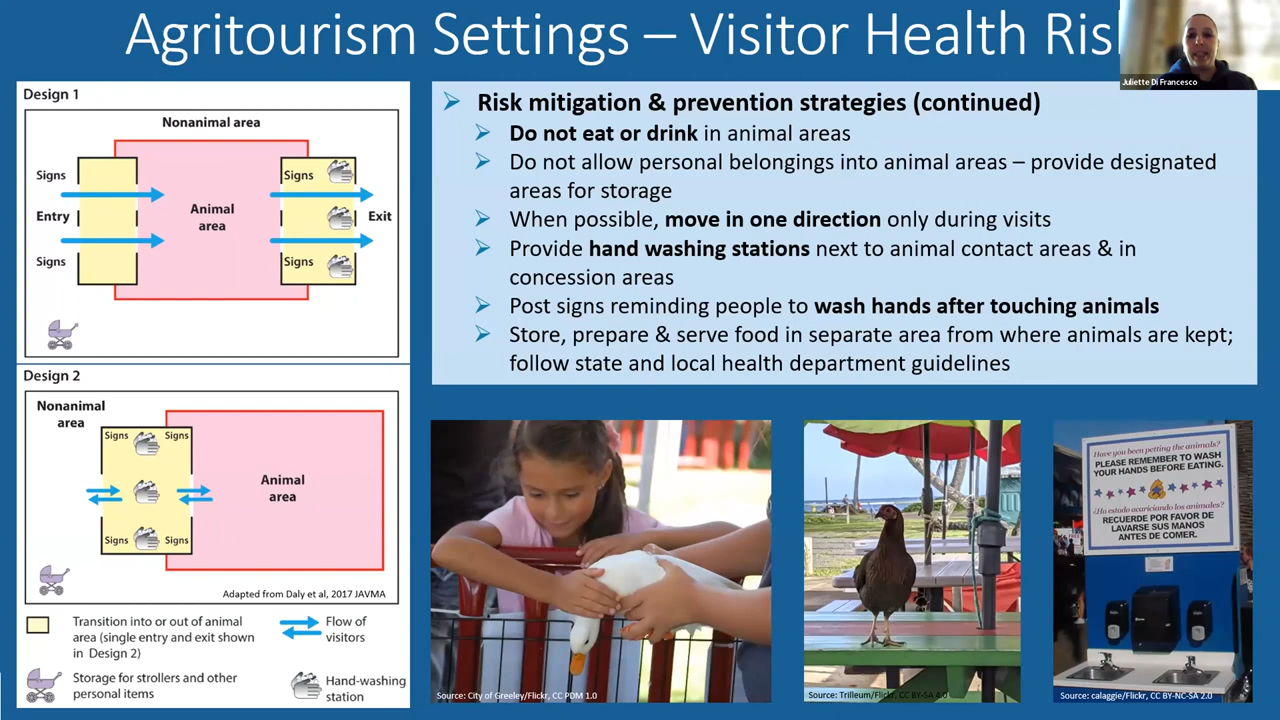 Agritourism Settings – Visitor Health Ris
Juliette Di Francesco
Design 1
Nonanimal area
Signs
Entry
Signs
Animal
area
Signs
Signs
Exit
Design 2
Nonanimal
area
Signs Signs
Signs Signs
Animal
area
Adapted from Daly et al, 2017 JAVMA
Transition into or out of animal
area (single entry and exit shown
in Design 2)
Flow of
visitors
Storage for strollers and other
personal items
Hand-washing
station
Risk mitigation & prevention strategies (continued)
Do not eat or drink in animal areas
Do not allow personal belongings into animal areas – provide designated
areas for storage
When possible, move in one direction only during visits
Provide hand washing stations next to animal contact areas & in
concession areas
Post signs reminding people to wash hands after touching animals
Store, prepare & serve food in separate area from where animals are kept;
follow state and local health department guidelines
Source: City of Greeley/Flickr, CC PDM 1.0
Source: Trilleum/Flickr, CC BY-SA 4.0
Have you been petting the animals?
PLEASE REMEMBER TO WASH
YOUR HANDS BEFORE EATING.
¿Ha estado acariciando los animales?
RECUERDE POR FAVOR DE
LAVARSE SUS MANOS
ANTES DE COMER.
Source: calaggie/Flickr, CC BY-NC-SA 2.0